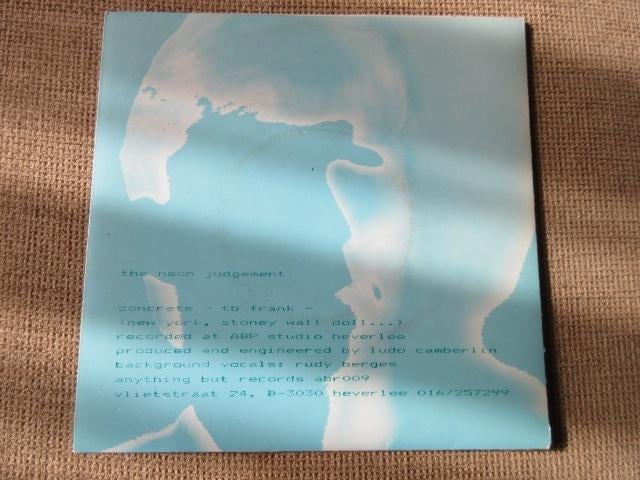 the neon judgement
concrete - tb frank -
(new york, stoney wall doll...)
recorded at ABP studio heverlee
produced and engineered by ludo camberlin
background vocals: rudy berges
anything but records abr009
vlietstraat 24, B-3030 heverlee 016/257299